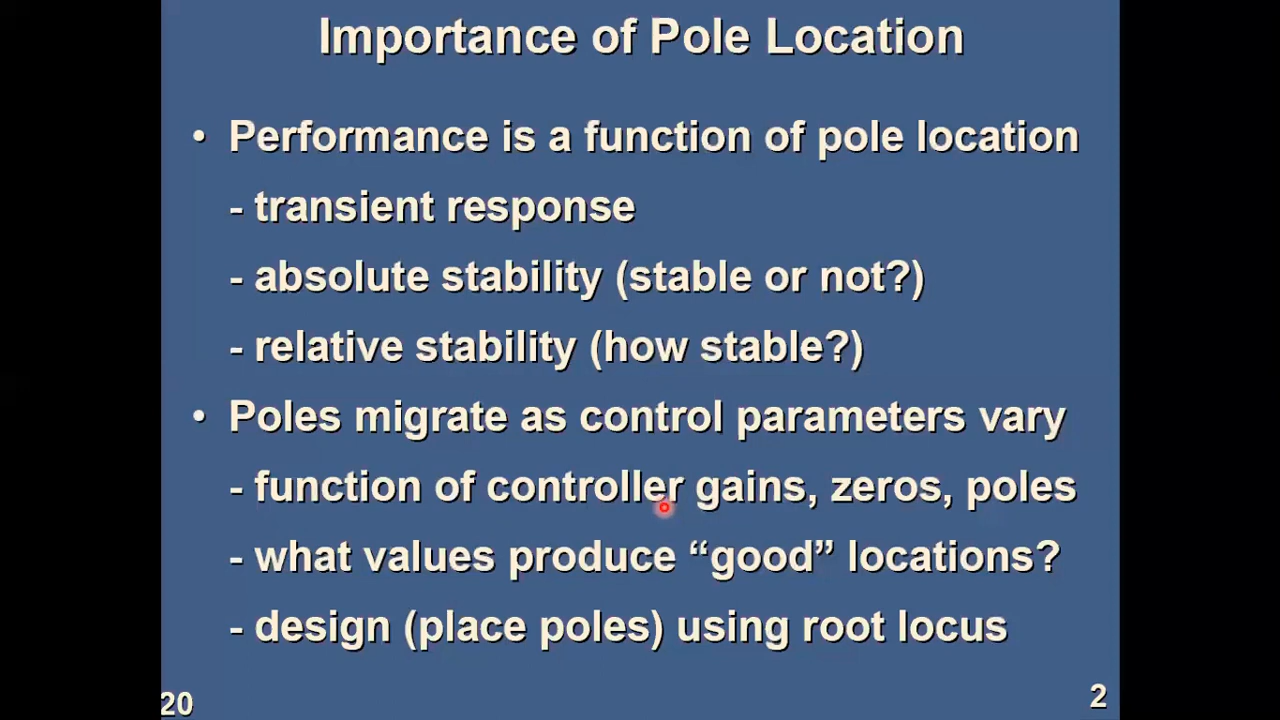 Importance of Pole Location
• Performance is a function of pole location
- transient response
- absolute stability (stable or not?)
- relative stability (how stable?)
• Poles migrate as control parameters vary
- function of controller gains, zeros, poles
- what values produce “good” locations?
- design (place poles) using root locus
20
2